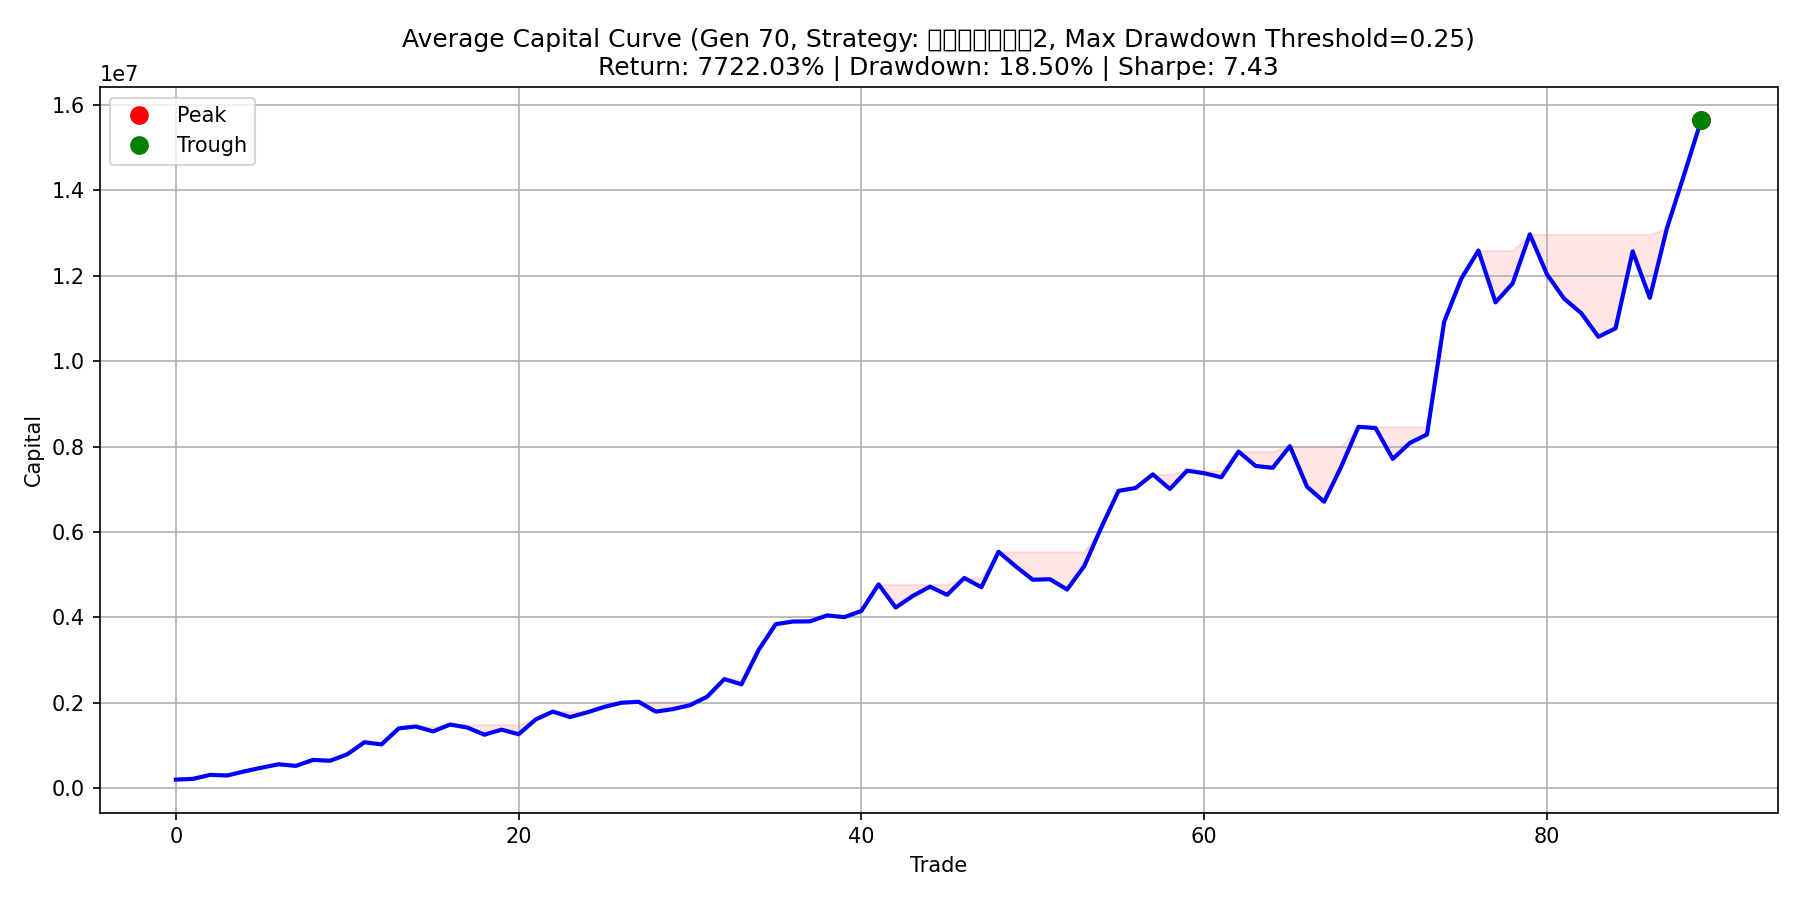 Average Capital Curve (Gen 70, Strategy: 2, Max Drawdown Threshold=0.25)
Return: 7722.03% | Drawdown: 18.50% | Sharpe: 7.43
1e7
Peak
Trough
1.6
1.4
1.2
1.0
0.8
0.6
0.4
0.2
0.0
Capital
0
20
40
60
80
Trade